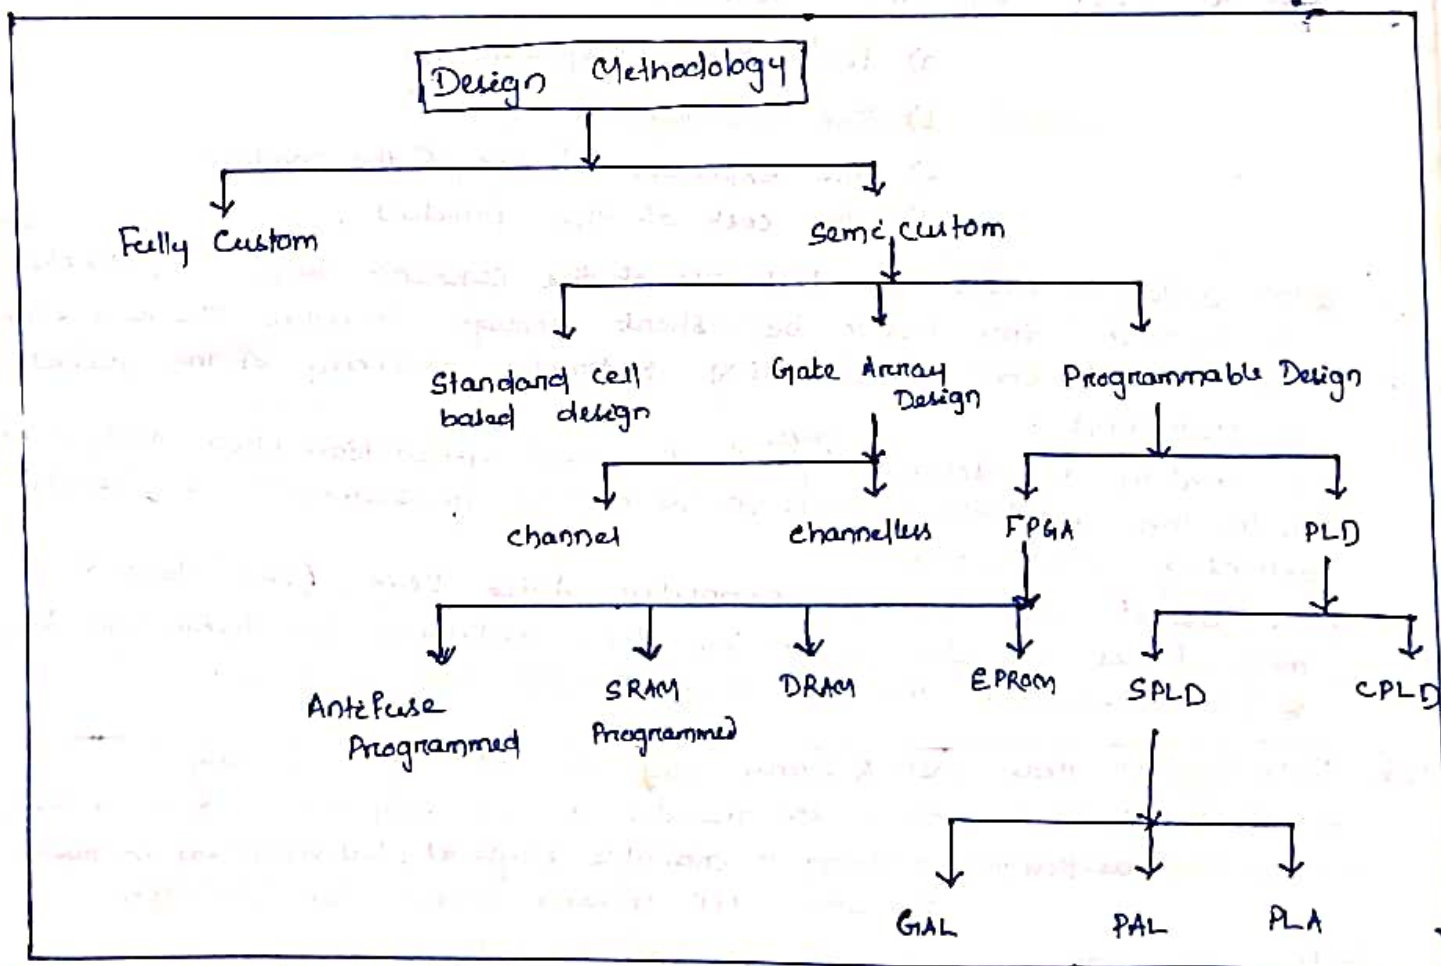 Design Methodology
Fully Custom
Semi custom
Standard Cell
based design
Gate Array
Design
Programmable Design
channel
channelless
FPGA
PLD
Antifuse
Programmed
SRAM
Programmed
DRAM
EPROM
SPLD
CPLD
GAL
PAL
PLA